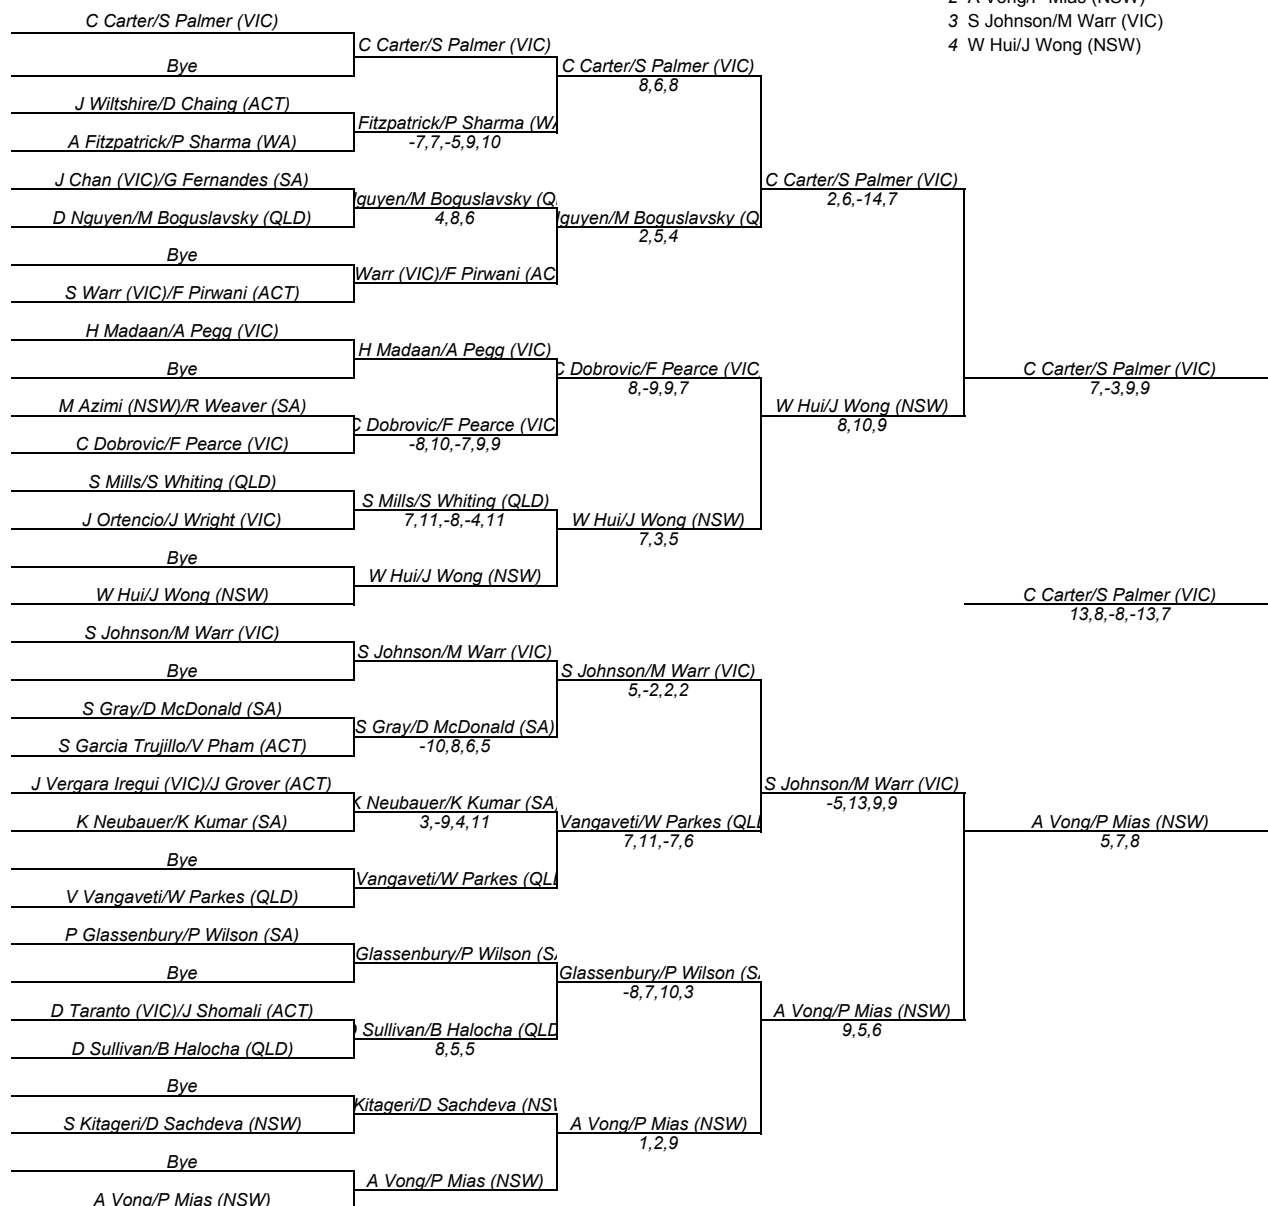 2 A Vong/P Mias (NSW)
3 S Johnson/M Warr (VIC)
4 W Hui/J Wong (NSW)
C Carter/S Palmer (VIC)
Bye
J Wiltshire/D Chaing (ACT)
A Fitzpatrick/P Sharma (WA)
J Chan (VIC)/G Fernandes (SA)
D Nguyen/M Boguslavsky (QLD)
Bye
S Warr (VIC)/F Pirwani (ACT)
H Madaan/A Pegg (VIC)
Bye
M Azimi (NSW)/R Weaver (SA)
C Dobrovic/F Pearce (VIC)
S Mills/S Whiting (QLD)
J Ortencio/J Wright (VIC)
Bye
W Hui/J Wong (NSW)
S Johnson/M Warr (VIC)
Bye
S Gray/D McDonald (SA)
S Garcia Trujillo/V Pham (ACT)
J Vergara Iregui (VIC)/J Grover (ACT)
K Neubauer/K Kumar (SA)
Bye
V Vangaveti/W Parkes (QLD)
P Glassenbury/P Wilson (SA)
Bye
D Taranto (VIC)/J Shomali (ACT)
D Sullivan/B Halocha (QLD)
Bye
S Kitageri/D Sachdeva (NSW)
Bye
A Vong/P Mias (NSW)
C Carter/S Palmer (VIC)
Fitzpatrick/P Sharma (WA
-7,7,-5,9,10
guyen/M Boguslavsky (Q
4,8,6
Warr (VIC)/F Pirwani (AC
H Madaan/A Pegg (VIC)
C Dobrovic/F Pearce (VIC
-8,10,-7,9,9
S Mills/S Whiting (QLD)
7,11,-8,-4,11
W Hui/J Wong (NSW)
S Johnson/M Warr (VIC)
S Gray/D McDonald (SA)
-10,8,6,5
K Neubauer/K Kumar (SA
3,-9,4,11
Vangaveti/W Parkes (QL
Glassenbury/P Wilson (S
Sullivan/B Halocha (QLD
8,5,5
Kitageri/D Sachdeva (NS
A Vong/P Mias (NSW)
C Carter/S Palmer (VIC)
8,6,8
guyen/M Boguslavsky (Q
2,5,4
C Dobrovic/F Pearce (VIC
8,-9,9,7
W Hui/J Wong (NSW)
7,3,5
S Johnson/M Warr (VIC)
5,-2,2,2
Vangaveti/W Parkes (QL
7,11,-7,6
Glassenbury/P Wilson (S
-8,7,10,3
A Vong/P Mias (NSW)
1,2,9
C Carter/S Palmer (VIC)
2,6,-14,7
W Hui/J Wong (NSW)
8,10,9
S Johnson/M Warr (VIC)
-5,13,9,9
A Vong/P Mias (NSW)
9,5,6
C Carter/S Palmer (VIC)
7,-3,9,9
C Carter/S Palmer (VIC)
13,8,-8,-13,7
A Vong/P Mias (NSW)
5,7,8